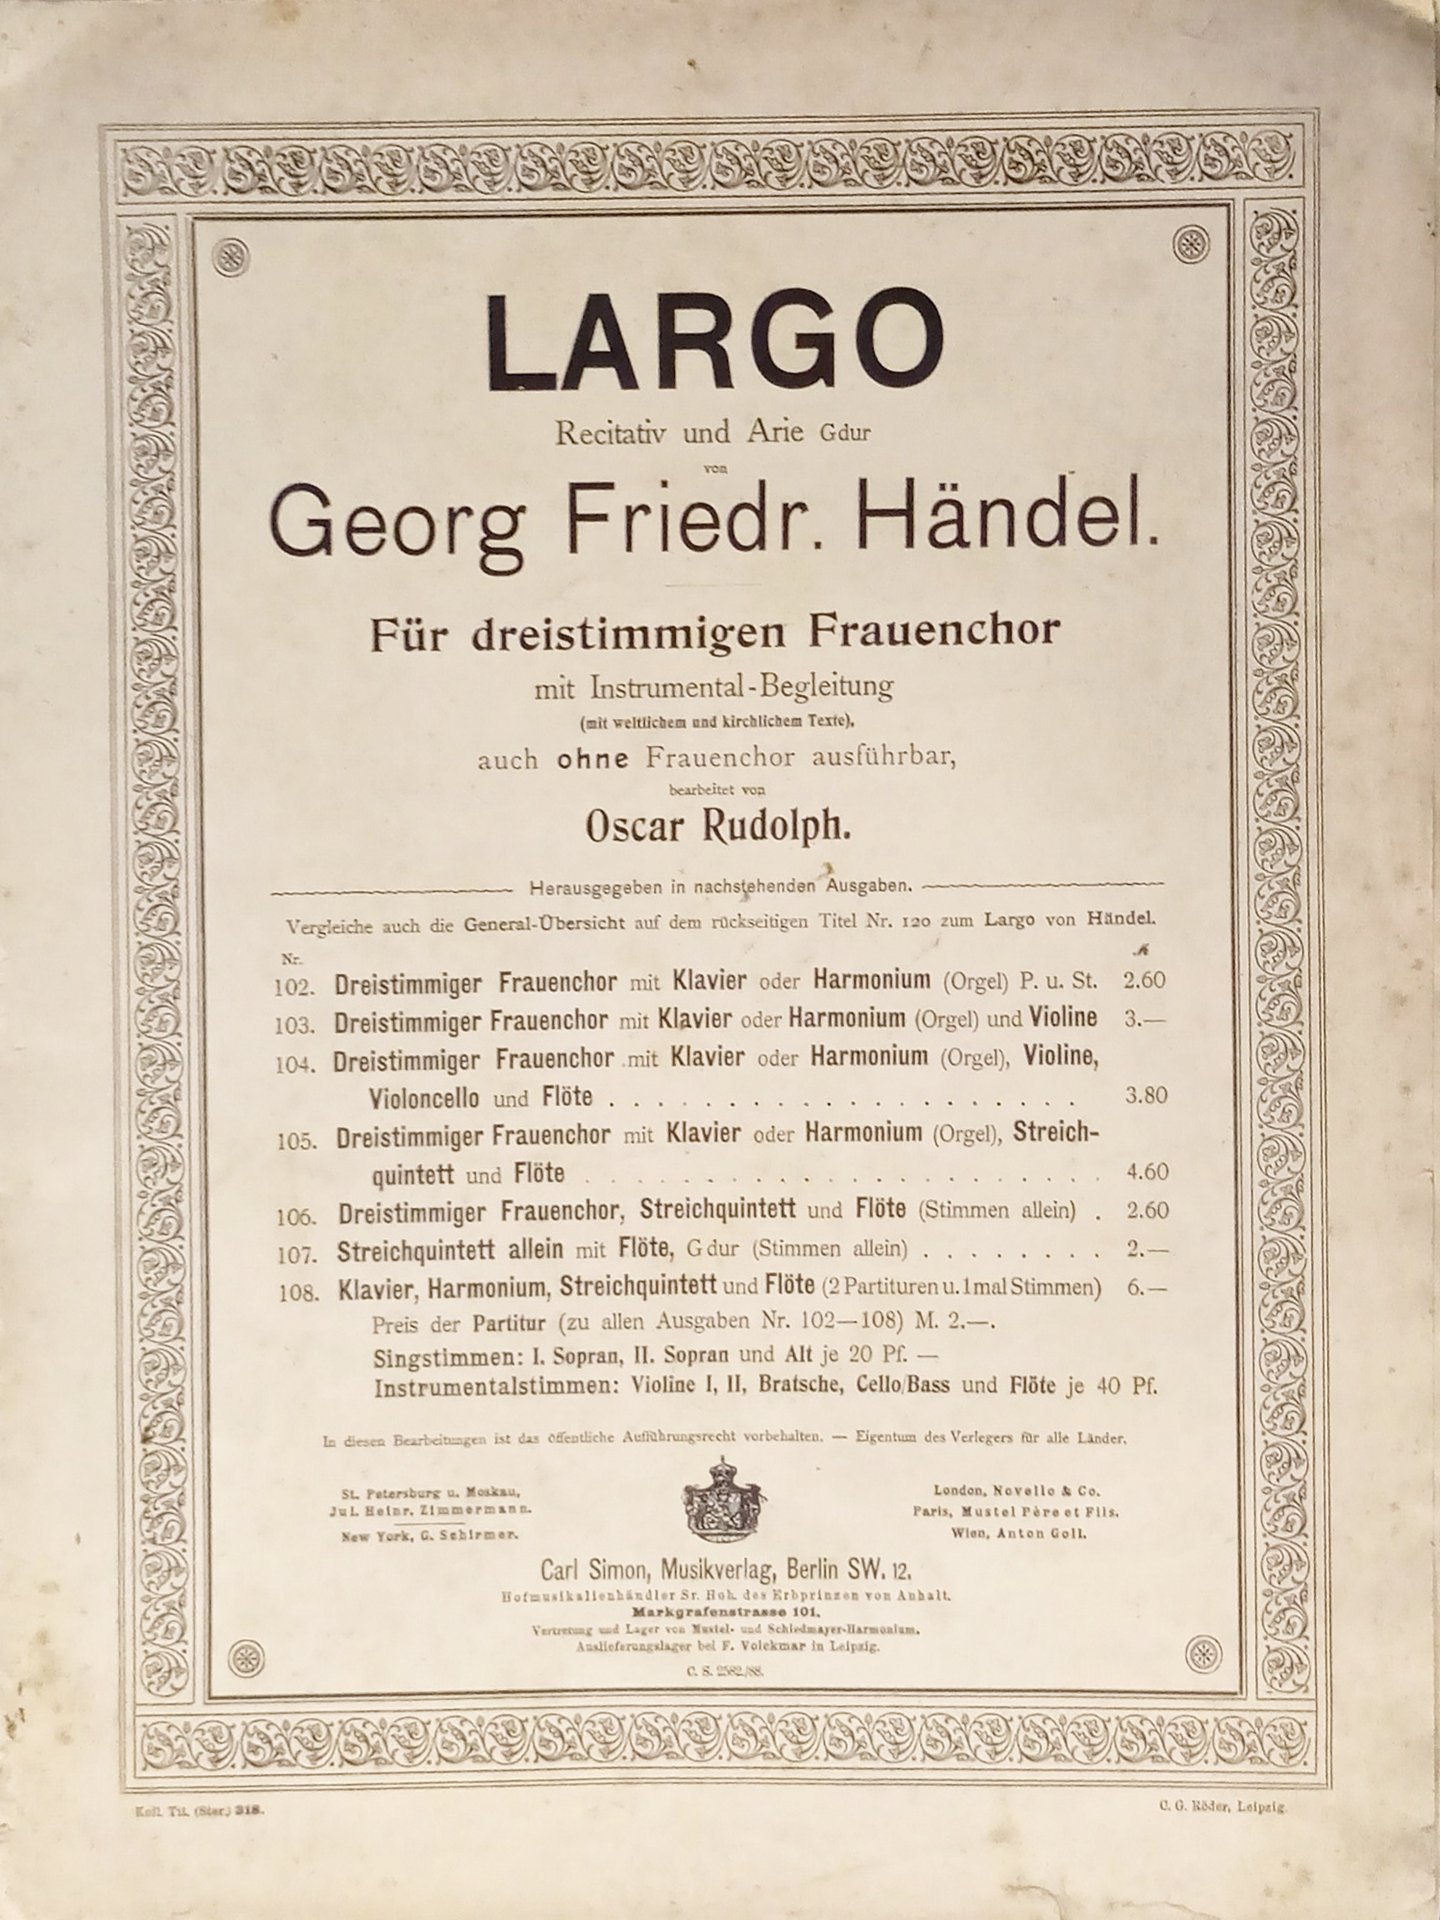 LARGO
Recitativ und Arie G dur
von
Georg Friedr. Händel.
Für dreistimmigen Frauenchor
mit Instrumental-Begleitung
(mit weltlichem und kirchlichem Texte),
auch ohne Frauenchor ausführbar,
bearbeitet von
Oscar Rudolph.
Herausgegeben in nachstehenden Ausgaben.
Vergleiche auch die General-Übersicht auf dem rückseitigen Titel Nr. 120 zum Largo von Händel.
Nr. ℳ
102. Dreistimmiger Frauenchor mit Klavier oder Harmonium (Orgel) P. u. St. 2.60
103. Dreistimmiger Frauenchor mit Klavier oder Harmonium (Orgel) und Violine 3.—
104. Dreistimmiger Frauenchor mit Klavier oder Harmonium (Orgel), Violine,
Violoncello und Flöte . . . . . . . . . . . . . . . . . . . . 3.80
105. Dreistimmiger Frauenchor mit Klavier oder Harmonium (Orgel), Streich-
quintett und Flöte . . . . . . . . . . . . . . . . . . . . . . 4.60
106. Dreistimmiger Frauenchor, Streichquintett und Flöte (Stimmen allein) . 2.60
107. Streichquintett allein mit Flöte, G dur (Stimmen allein) . . . . . . . . 2.—
108. Klavier, Harmonium, Streichquintett und Flöte (2 Partituren u. 1 mal Stimmen) 6.—
Preis der Partitur (zu allen Ausgaben Nr. 102—108) M. 2.—.
Singstimmen: I. Sopran, II. Sopran und Alt je 20 Pf. —
Instrumentalstimmen: Violine I, II, Bratsche, Cello/Bass und Flöte je 40 Pf.
In diesen Bearbeitungen ist das öffentliche Aufführungsrecht vorbehalten. — Eigentum des Verlegers für alle Länder.
St. Petersburg u. Moskau,
Jul. Heinr. Zimmermann.
New York, G. Schirmer.
London, Novello & Co.
Paris, Mustel Père et Fils.
Wien, Anton Goll.
Carl Simon, Musikverlag, Berlin SW. 12.
Hofmusikalienhändler Sr. Hoh. des Erbprinzen von Anhalt.
Markgrafenstrasse 101.
Vertretung und Lager von Mustel- und Schiedmayer-Harmonium.
Auslieferungslager bei F. Volckmar in Leipzig.
C. S. 2582/88.
Koll. Tit. (Ster.) 318.
C. G. Röder, Leipzig.